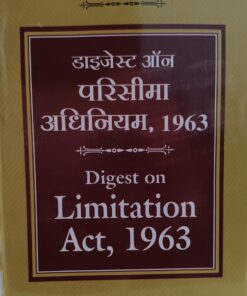 डाइजेस्ट ऑन
परिसीमा
अधिनियम, 1963
Digest on
Limitation
Act, 1963